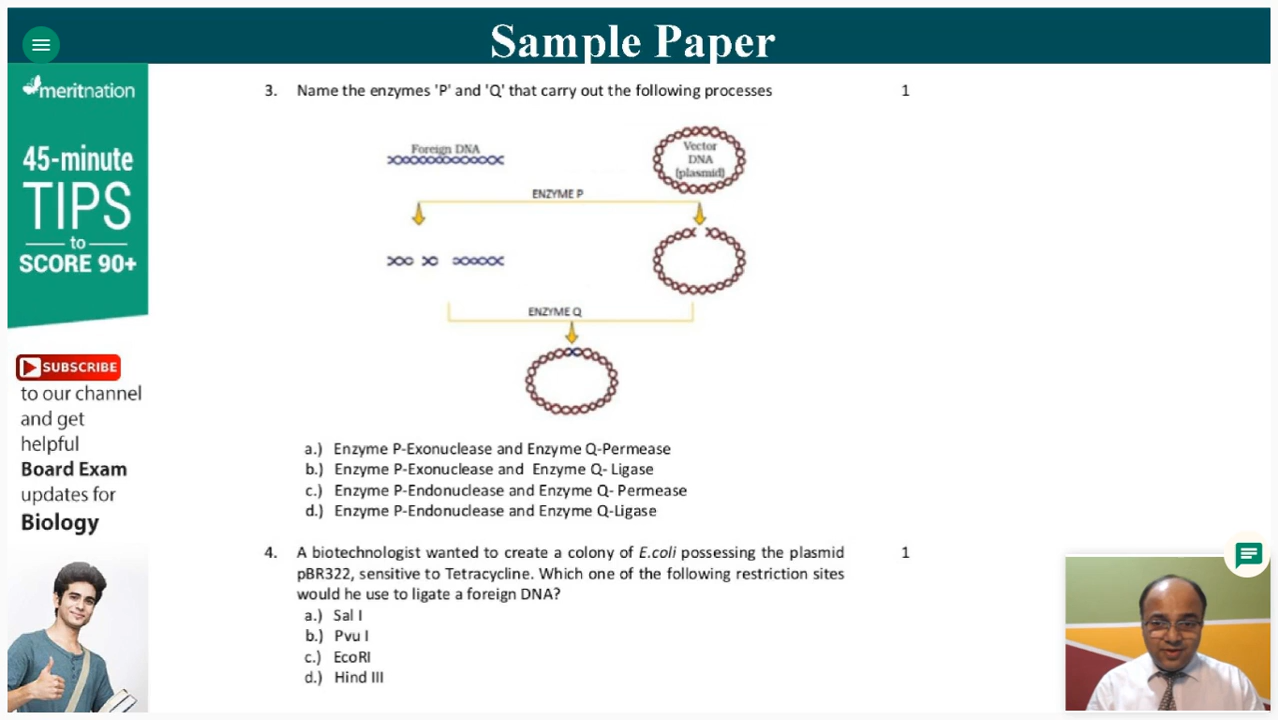 Sample Paper
meritnation
45-minute
TIPS
to
SCORE 90+
SUBSCRIBE
to our channel
and get
helpful
Board Exam
updates for
Biology
3. Name the enzymes 'P' and 'Q' that carry out the following processes 1
Foreign DNA
Vector
DNA
(plasmid)
ENZYME P
ENZYME Q
a.) Enzyme P-Exonuclease and Enzyme Q-Permease
b.) Enzyme P-Exonuclease and Enzyme Q- Ligase
c.) Enzyme P-Endonuclease and Enzyme Q- Permease
d.) Enzyme P-Endonuclease and Enzyme Q-Ligase
4. A biotechnologist wanted to create a colony of E.coli possessing the plasmid 1
pBR322, sensitive to Tetracycline. Which one of the following restriction sites
would he use to ligate a foreign DNA?
a.) Sal I
b.) Pvu I
c.) EcoRI
d.) Hind III